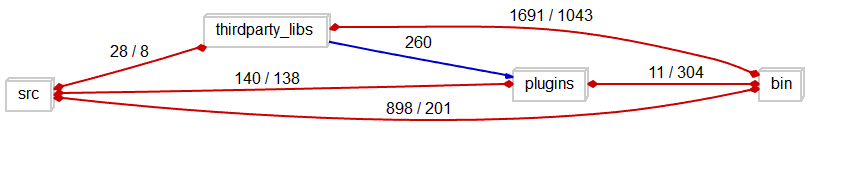 1691 / 1043
thirdparty_libs
28 / 8
260
140 / 138
11 / 304
plugins
bin
src
898 / 201